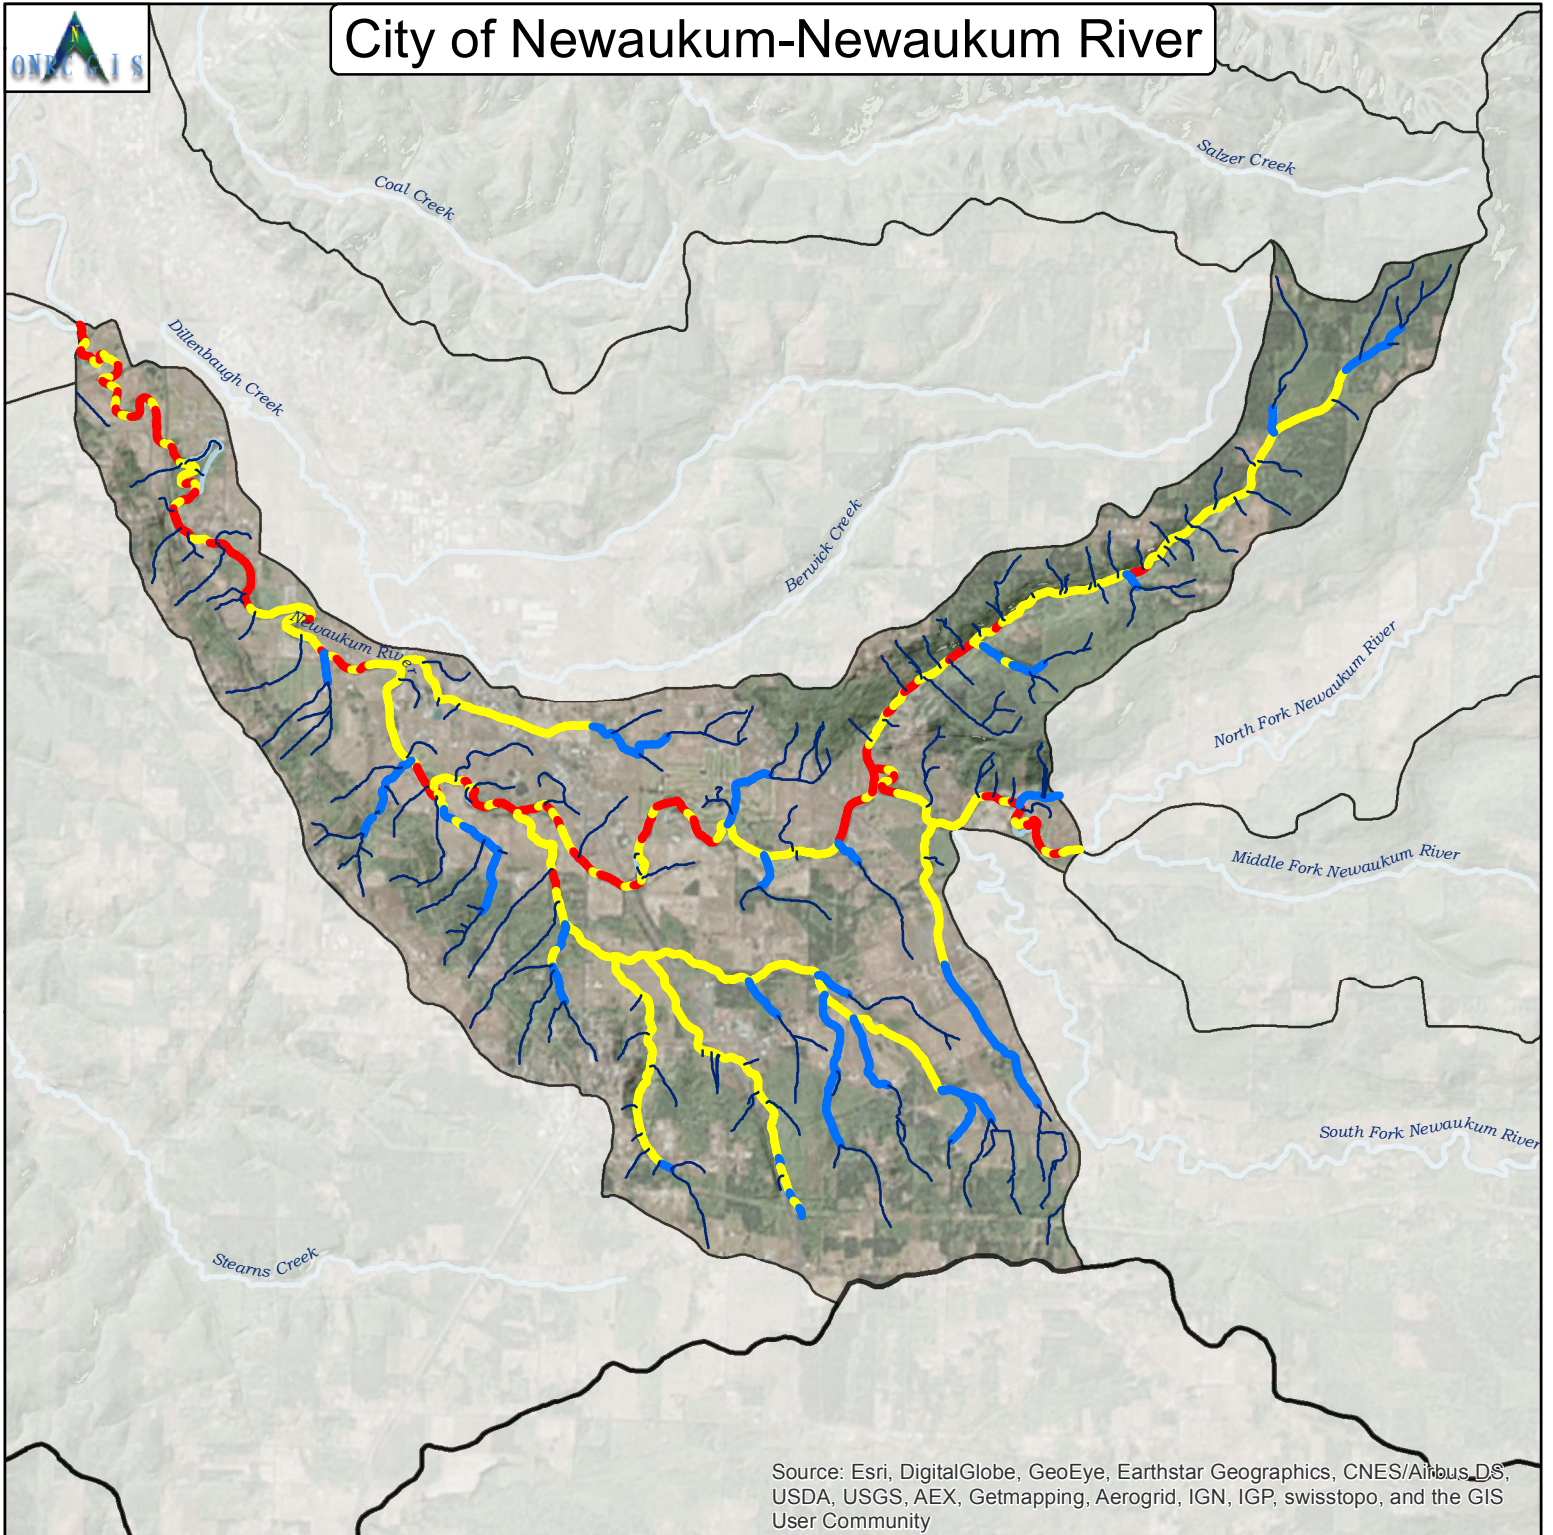 N
ONRC GIS
City of Newaukum-Newaukum River
Salzer Creek
Coal Creek
Dillenbaugh Creek
Berwick Creek
Newaukum River
North Fork Newaukum River
Middle Fork Newaukum River
South Fork Newaukum River
Stearns Creek
Source: Esri, DigitalGlobe, GeoEye, Earthstar Geographics, CNES/Airbus DS,
USDA, USGS, AEX, Getmapping, Aerogrid, IGN, IGP, swisstopo, and the GIS
User Community